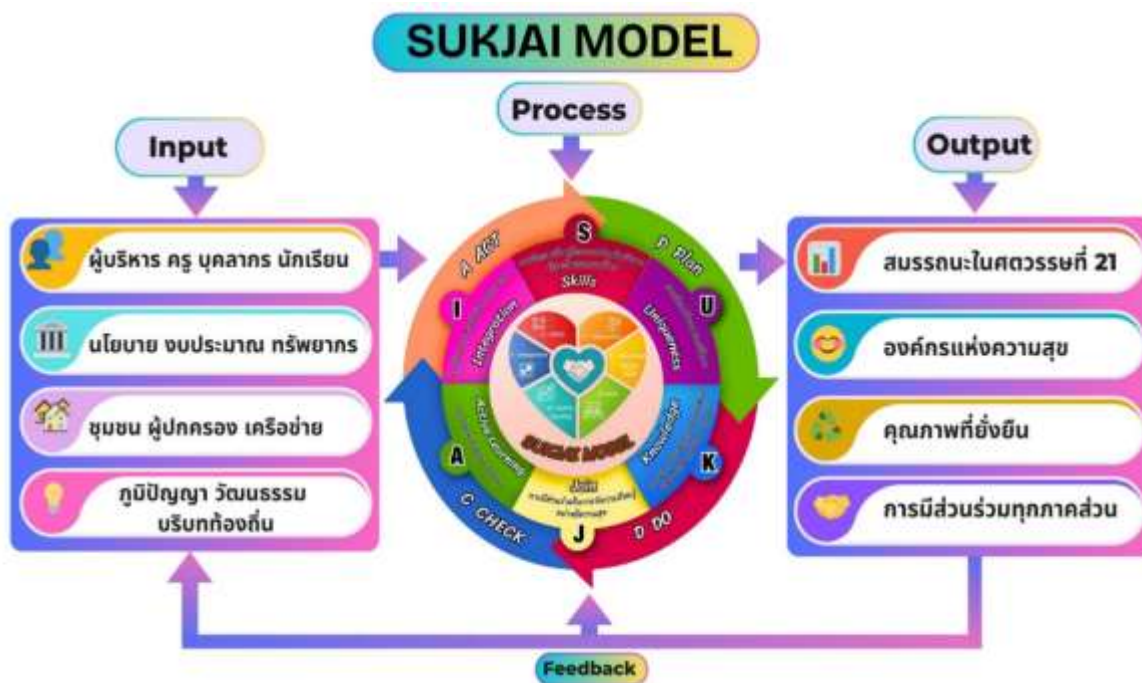 SUKJAI MODEL
Process
Input
Output
ผู้บริหาร ครู บุคลากร นักเรียน
นโยบาย งบประมาณ ทรัพยากร
ชุมชน ผู้ปกครอง เครือข่าย
ภูมิปัญญา วัฒนธรรม
บริบทท้องถิ่น
A ACT
P Plan
D DO
C CHECK
S
Skills
U
Uniqueness
K
Knowledge
J
Join
A
Active Learning
I
Integration
SUKJAI MODEL
สมรรถนะในศตวรรษที่ 21
องค์กรแห่งความสุข
คุณภาพที่ยั่งยืน
การมีส่วนร่วมทุกภาคส่วน
Feedback